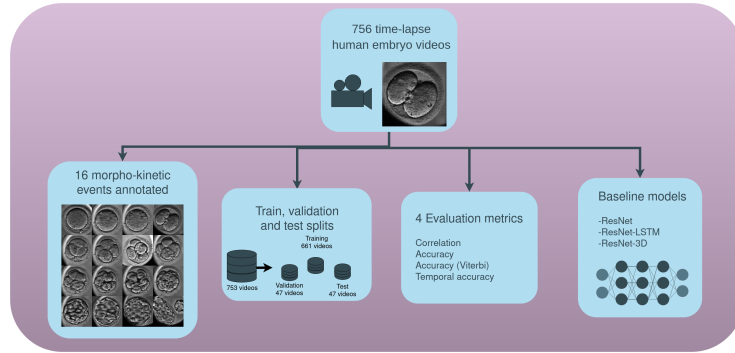 756 time-lapse
human embryo videos
16 morpho-kinetic
events annotated
Train, validation
and test splits
Training
661 videos
753 videos
Validation
47 videos
Test
47 videos
4 Evaluation metrics
Correlation
Accuracy
Accuracy (Viterbi)
Temporal accuracy
Baseline models
-ResNet
-ResNet-LSTM
-ResNet-3D